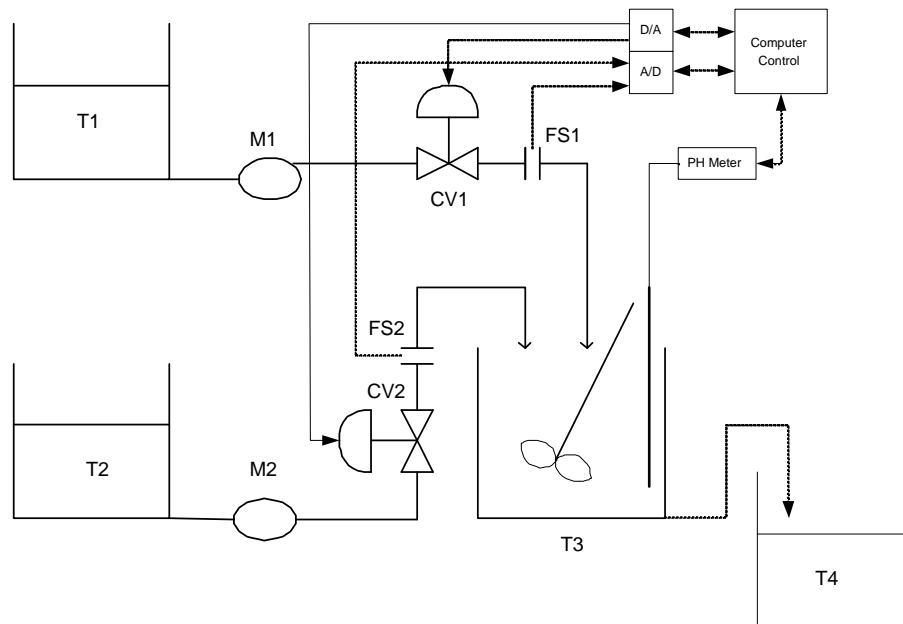 D/A
Computer
Control
A/D
T1
M1
FS1
PH Meter
CV1
FS2
CV2
T2
M2
T3
T4